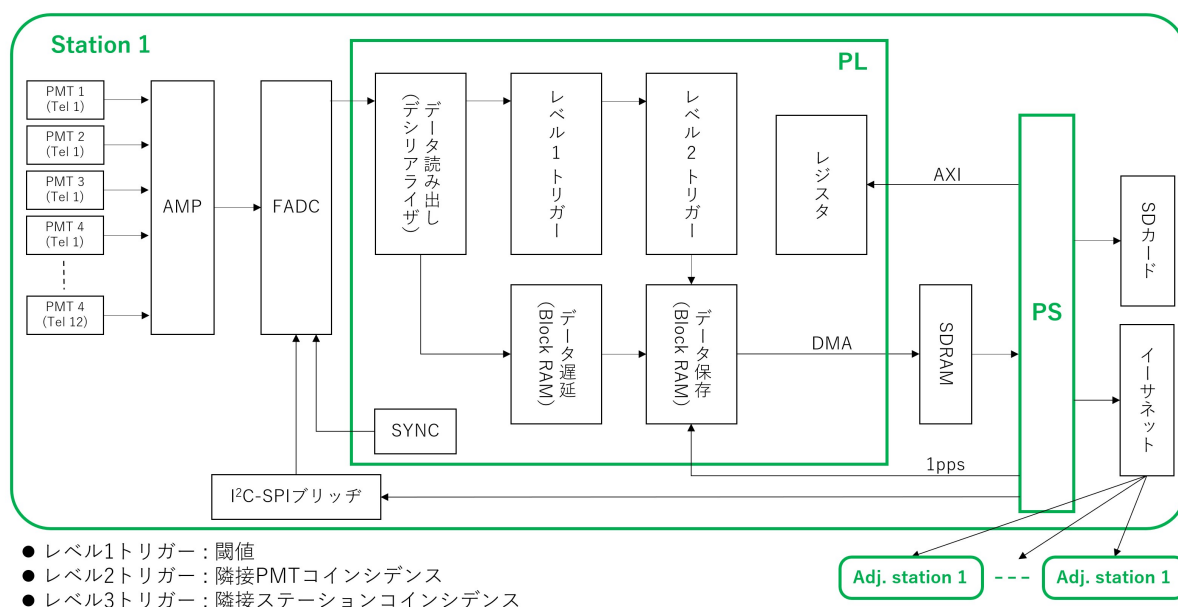 Station 1
PMT 1
(Tel 1)
PMT 2
(Tel 1)
PMT 3
(Tel 1)
PMT 4
(Tel 1)
PMT 4
(Tel 12)
AMP
FADC
PL
データ読み出し
(デシリアライザ)
レベル1トリガー
レベル2トリガー
レジスタ
データ遅延
(Block RAM)
データ保存
(Block RAM)
SYNC
I²C-SPIブリッヂ
AXI
DMA
SDRAM
1pps
PS
SDカード
イーサネット
Adj. station 1
Adj. station 1
● レベル1トリガー : 閾値
● レベル2トリガー : 隣接PMTコインシデンス
● レベル3トリガー : 隣接ステーションコインシデンス